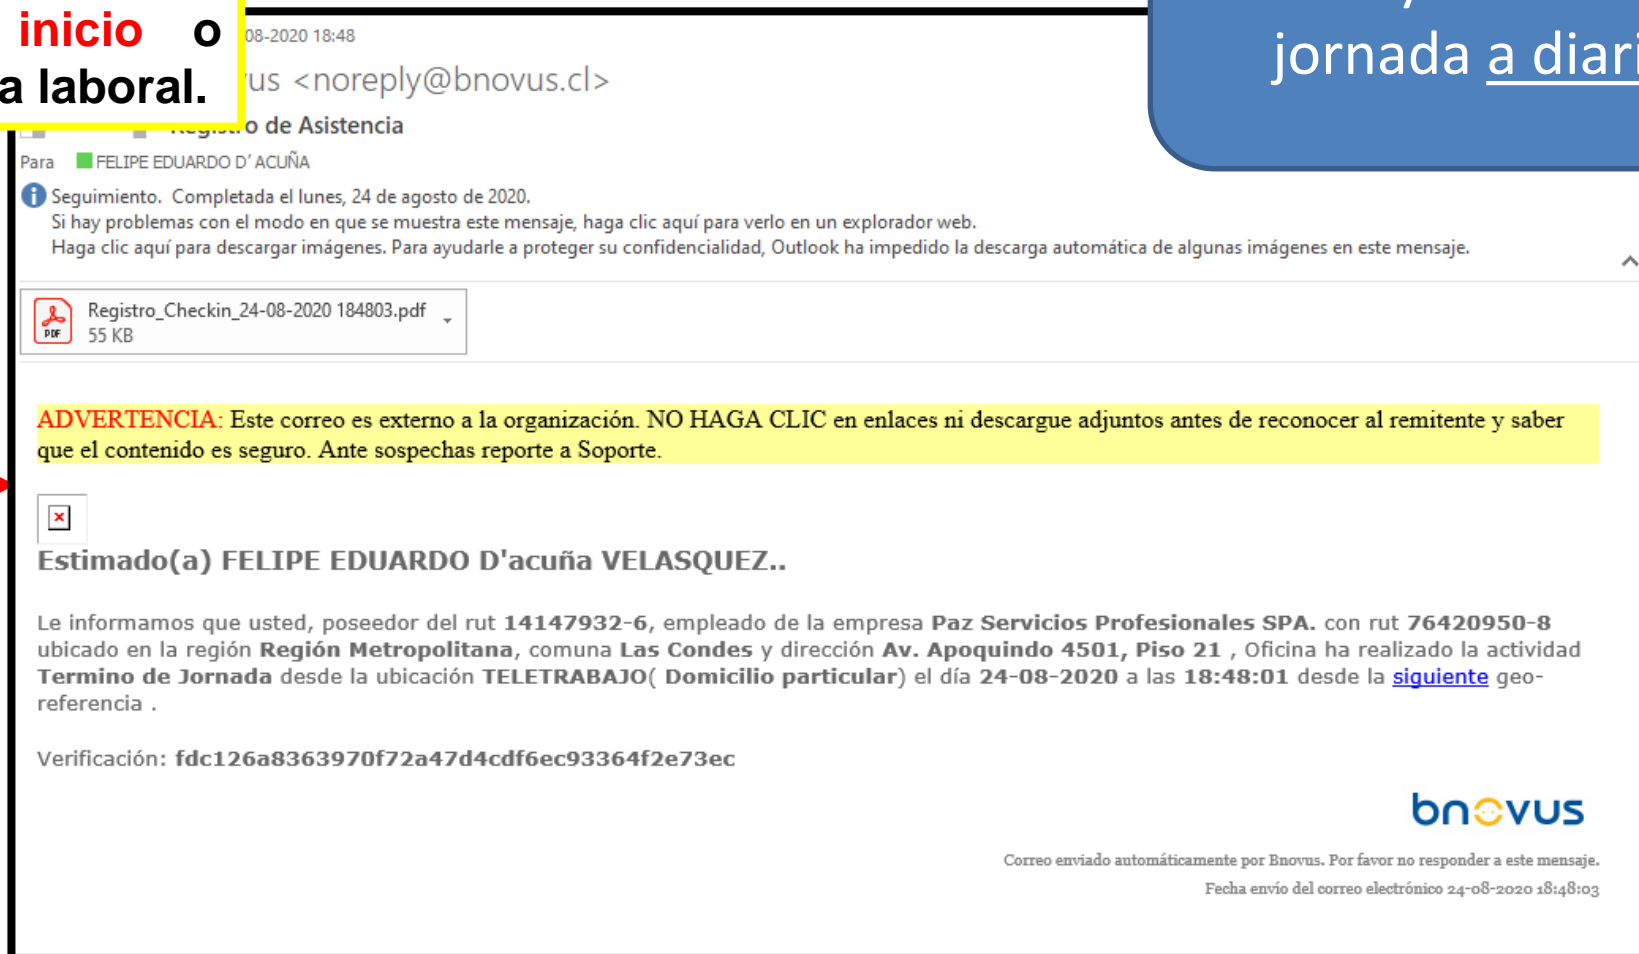 inicio o
a laboral.
jornada a diari
08-2020 18:48
us <noreply@bnovus.cl>
Registro de Asistencia
Para FELIPE EDUARDO D´ ACUÑA
Seguimiento. Completada el lunes, 24 de agosto de 2020.
Si hay problemas con el modo en que se muestra este mensaje, haga clic aquí para verlo en un explorador web.
Haga clic aquí para descargar imágenes. Para ayudarle a proteger su confidencialidad, Outlook ha impedido la descarga automática de algunas imágenes en este mensaje.
Registro_Checkin_24-08-2020 184803.pdf
PDF
55 KB
ADVERTENCIA: Este correo es externo a la organización. NO HAGA CLIC en enlaces ni descargue adjuntos antes de reconocer al remitente y saber
que el contenido es seguro. Ante sospechas reporte a Soporte.
Estimado(a) FELIPE EDUARDO D'acuña VELASQUEZ..
Le informamos que usted, poseedor del rut 14147932-6, empleado de la empresa Paz Servicios Profesionales SPA. con rut 76420950-8
ubicado en la región Región Metropolitana, comuna Las Condes y dirección Av. Apoquindo 4501, Piso 21 , Oficina ha realizado la actividad
Termino de Jornada desde la ubicación TELETRABAJO( Domicilio particular) el día 24-08-2020 a las 18:48:01 desde la siguiente geo-
referencia .
Verificación: fdc126a8363970f72a47d4cdf6ec93364f2e73ec
bnovus
Correo enviado automáticamente por Bnovus. Por favor no responder a este mensaje.
Fecha envío del correo electrónico 24-08-2020 18:48:03